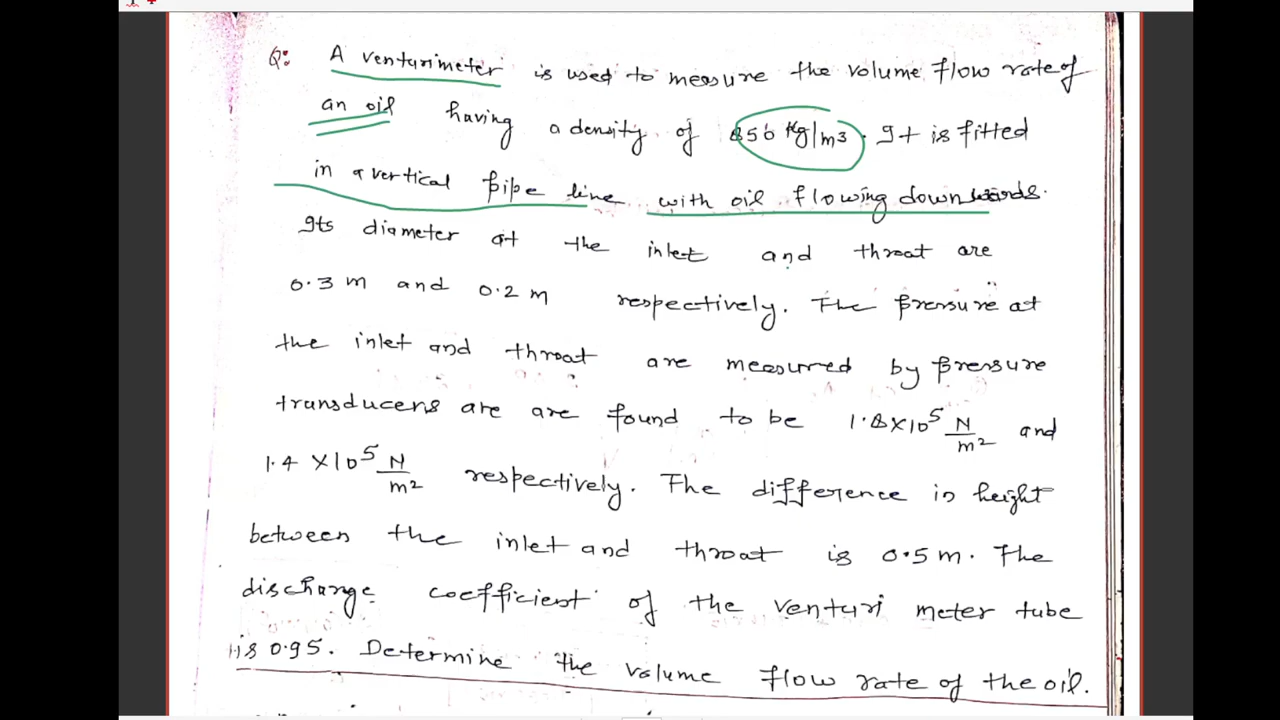 Q: A venturimeter is used to measure the volume flow rate of
an oil having a density of 850 Kg/m3. It is fitted
in a vertical pipe line with oil flowing downwards.
Its diameter at the inlet and throat are
0.3 m and 0.2 m respectively. The pressure at
the inlet and throat are measured by pressure
transducers are are found to be 1.8×10^5 N/m² and
1.4 ×10^5 N/m² respectively. The difference in height
between the inlet and throat is 0.5 m. The
discharge coefficient of the venturi meter tube
is 0.95. Determine the volume flow rate of the oil.